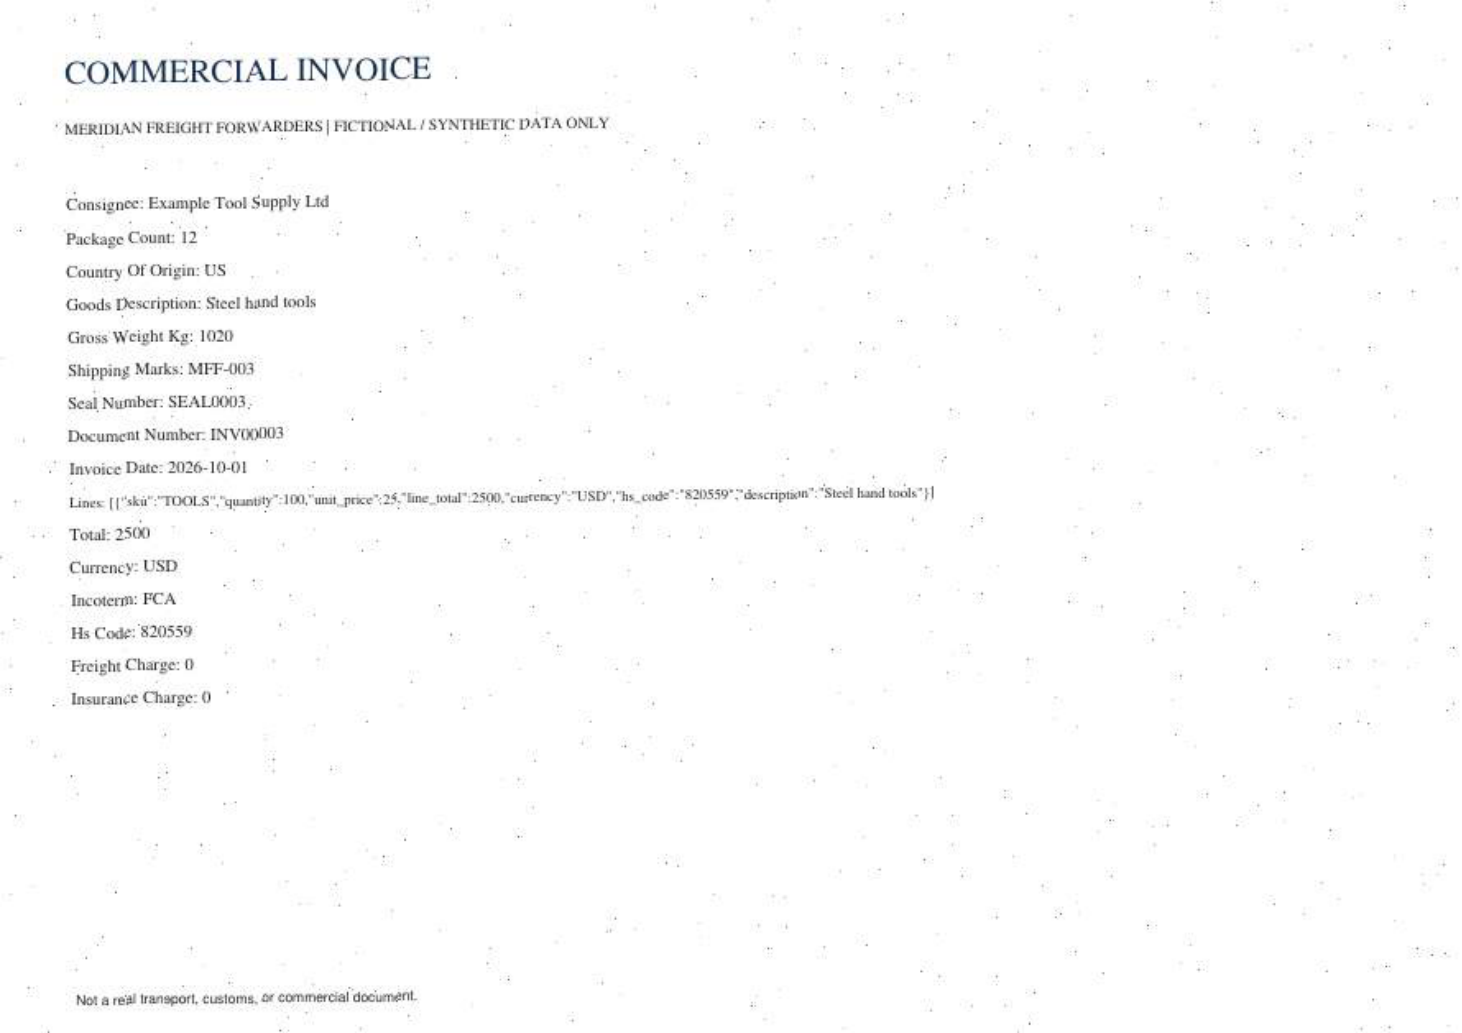 COMMERCIAL INVOICE
MERIDIAN FREIGHT FORWARDERS | FICTIONAL / SYNTHETIC DATA ONLY
Consignee: Example Tool Supply Ltd
Package Count: 12
Country Of Origin: US
Goods Description: Steel hand tools
Gross Weight Kg: 1020
Shipping Marks: MFF-003
Seal Number: SEAL0003
Document Number: INV00003
Invoice Date: 2026-10-01
Lines: [{"sku":"TOOLS","quantity":100,"unit_price":25,"line_total":2500,"currency":"USD","hs_code":"820559","description":"Steel hand tools"}]
Total: 2500
Currency: USD
Incoterm: FCA
Hs Code: 820559
Freight Charge: 0
Insurance Charge: 0
Not a real transport, customs, or commercial document.